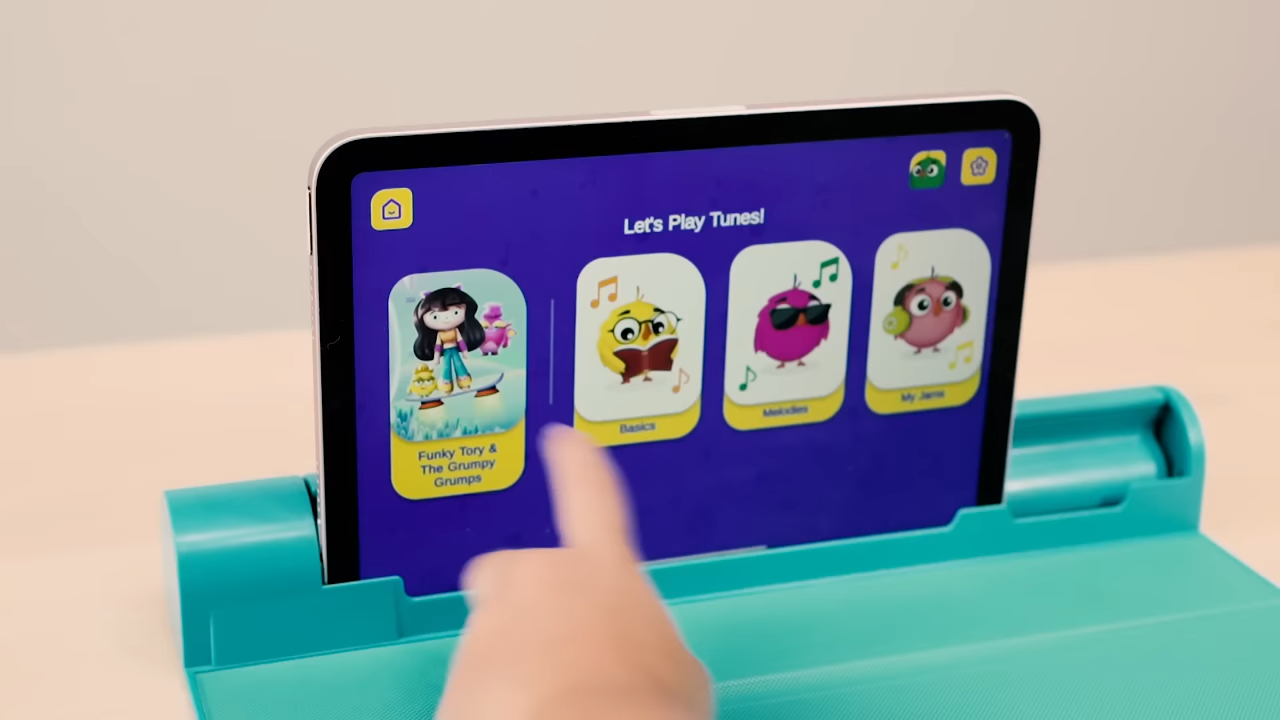 Let's Play Tunes!
Funky Tory &
The Grumpy
Grumps
Basics
Melodies
My Jams